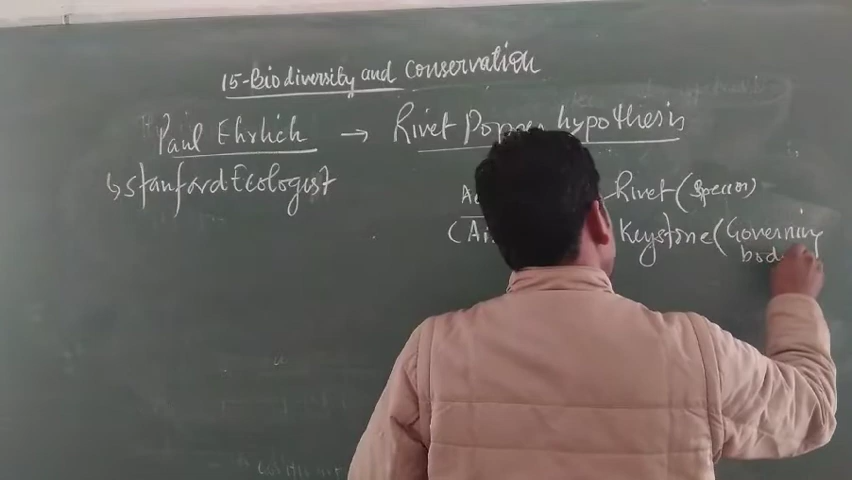 15-Biodiversity and conservation
Paul Ehrlich → Rivet Popper hypothesis
↳ Stanford Ecologist
Rivet (species)
Keystone (Governing
bod